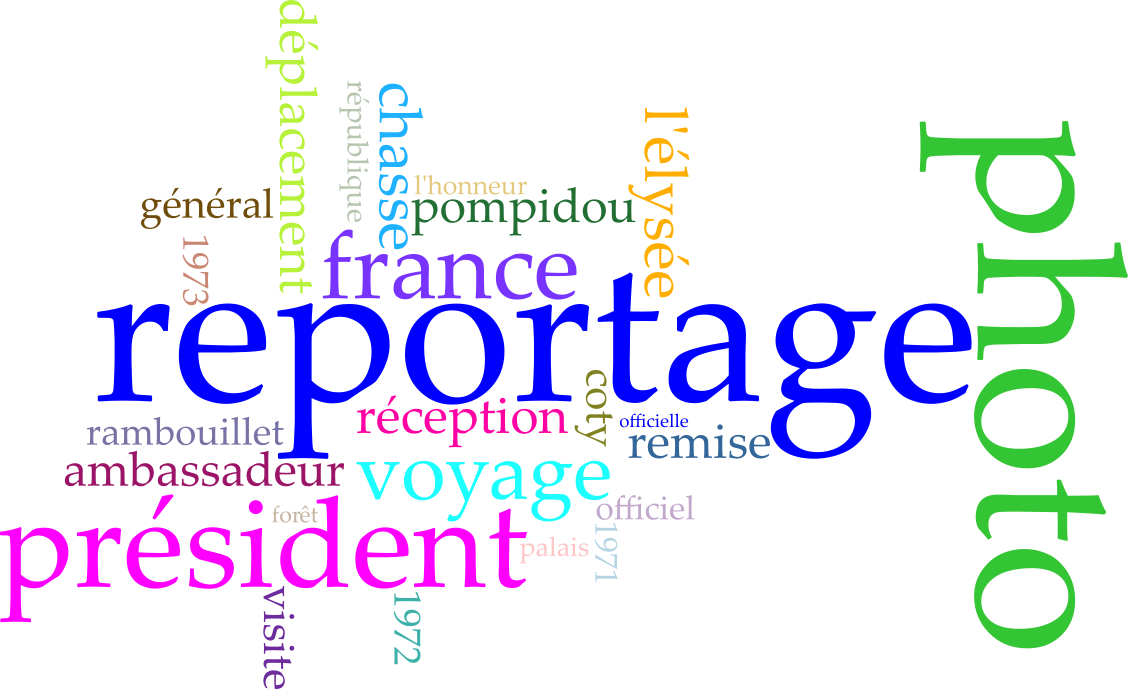 déplacement
république
chasse
l'élysée
photo
l'honneur
général
pompidou
1973
france
reportage
coty
réception
officielle
rambouillet
remise
ambassadeur
voyage
officiel
forêt
président
palais
1971
visite
1972